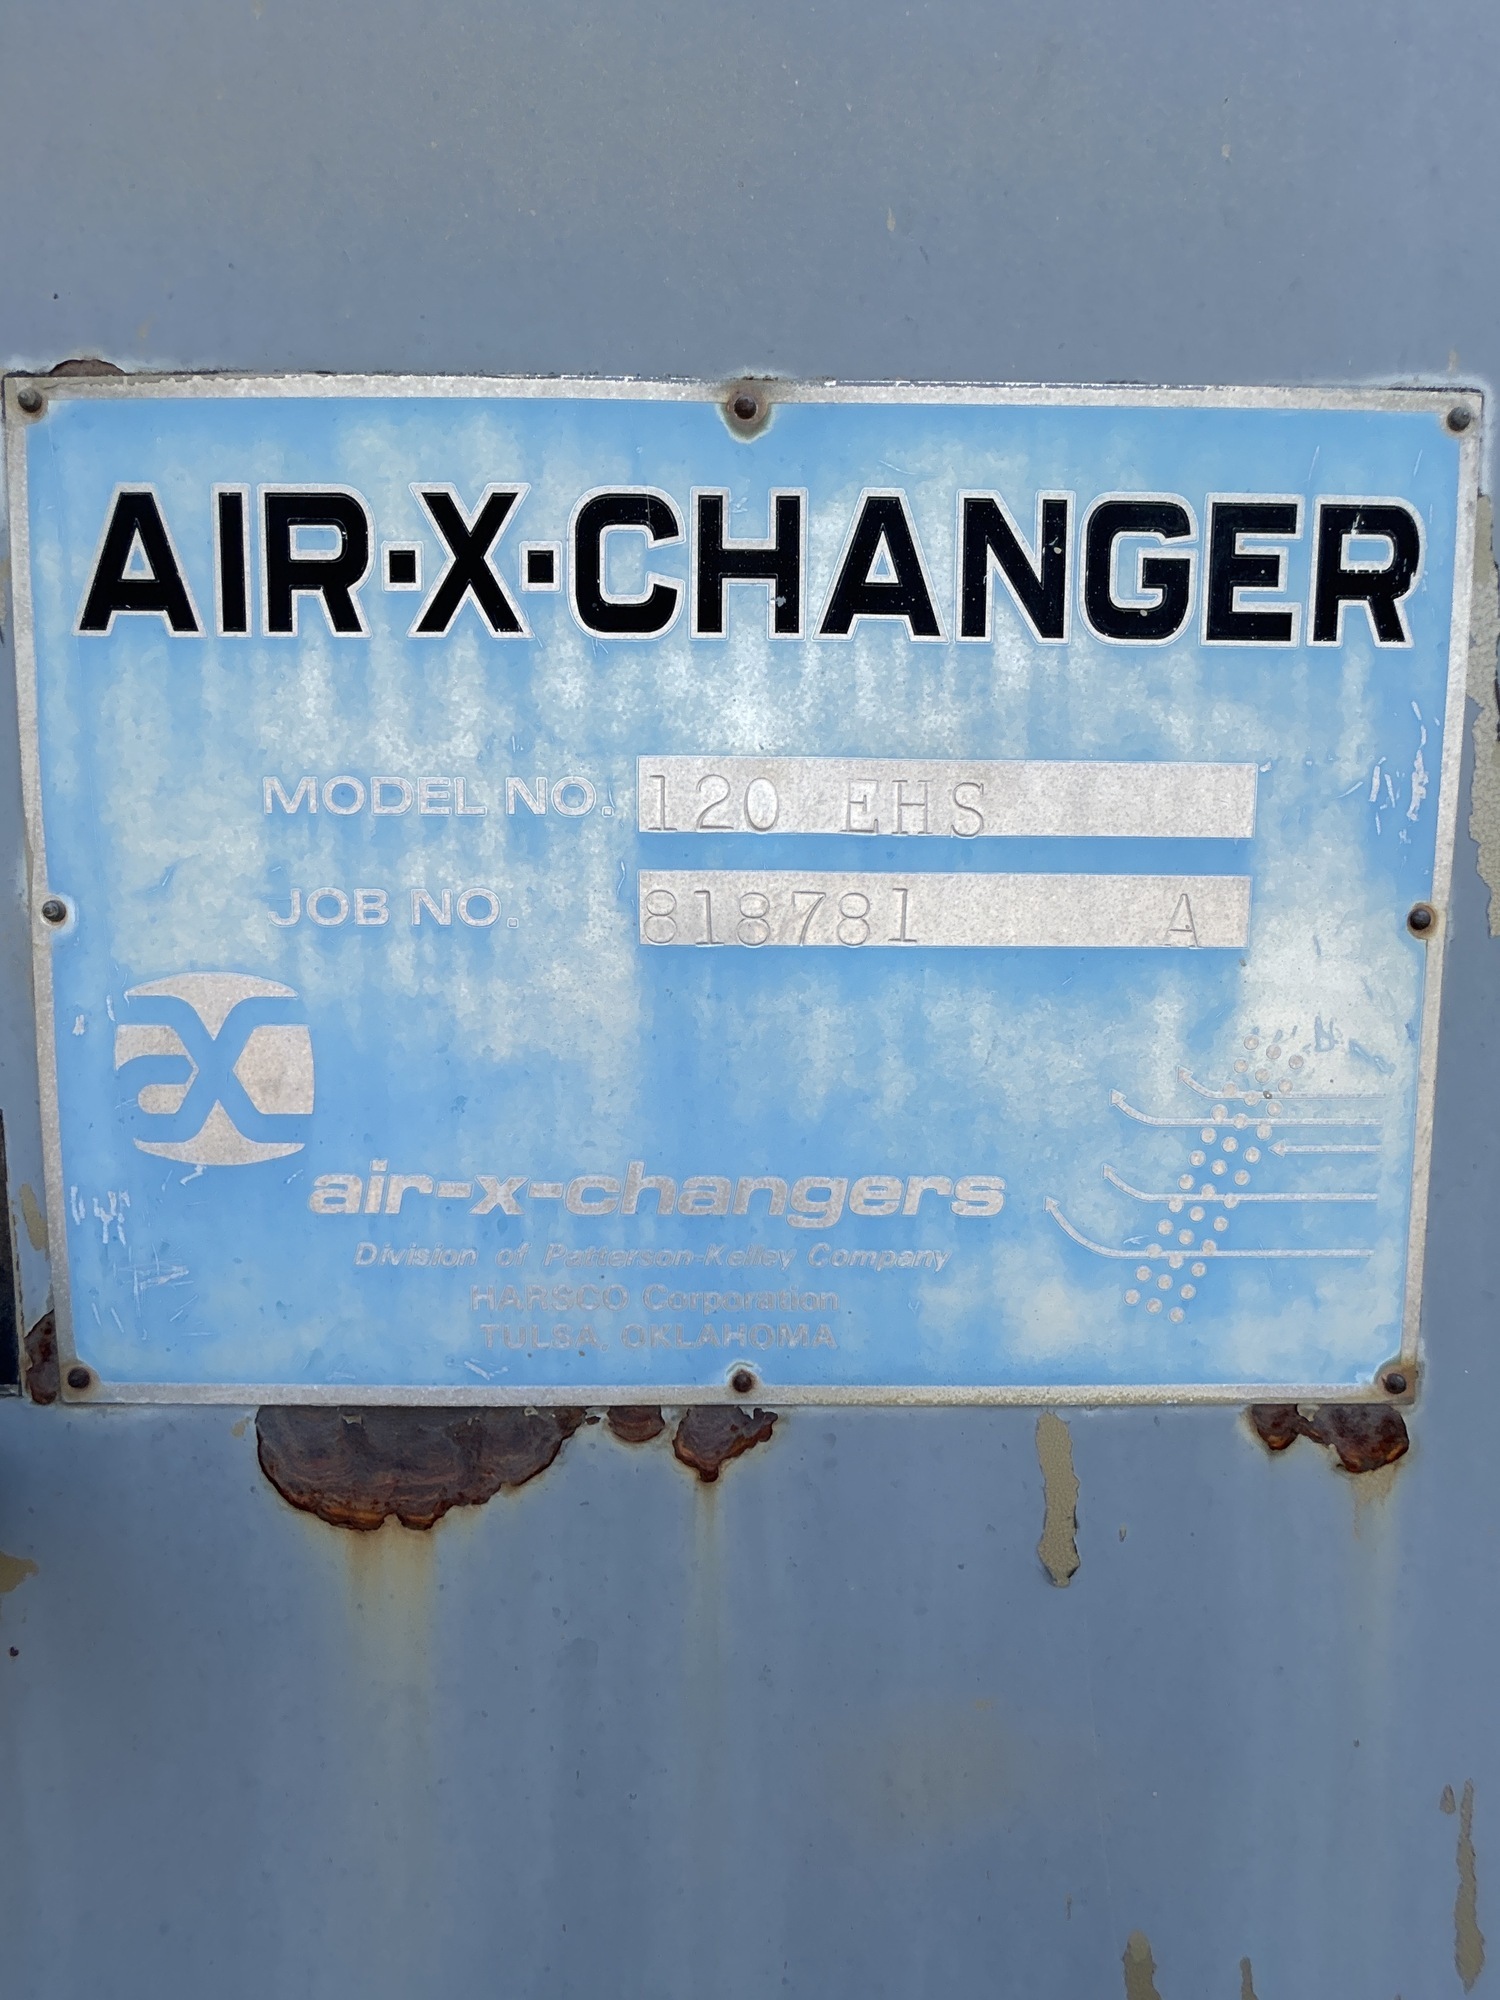 AIR·X·CHANGER
MODEL NO. 120 EHS
JOB NO. 818781 A
aX
air-x-changers
Division of Patterson-Kelley Company
HARSCO Corporation
TULSA, OKLAHOMA